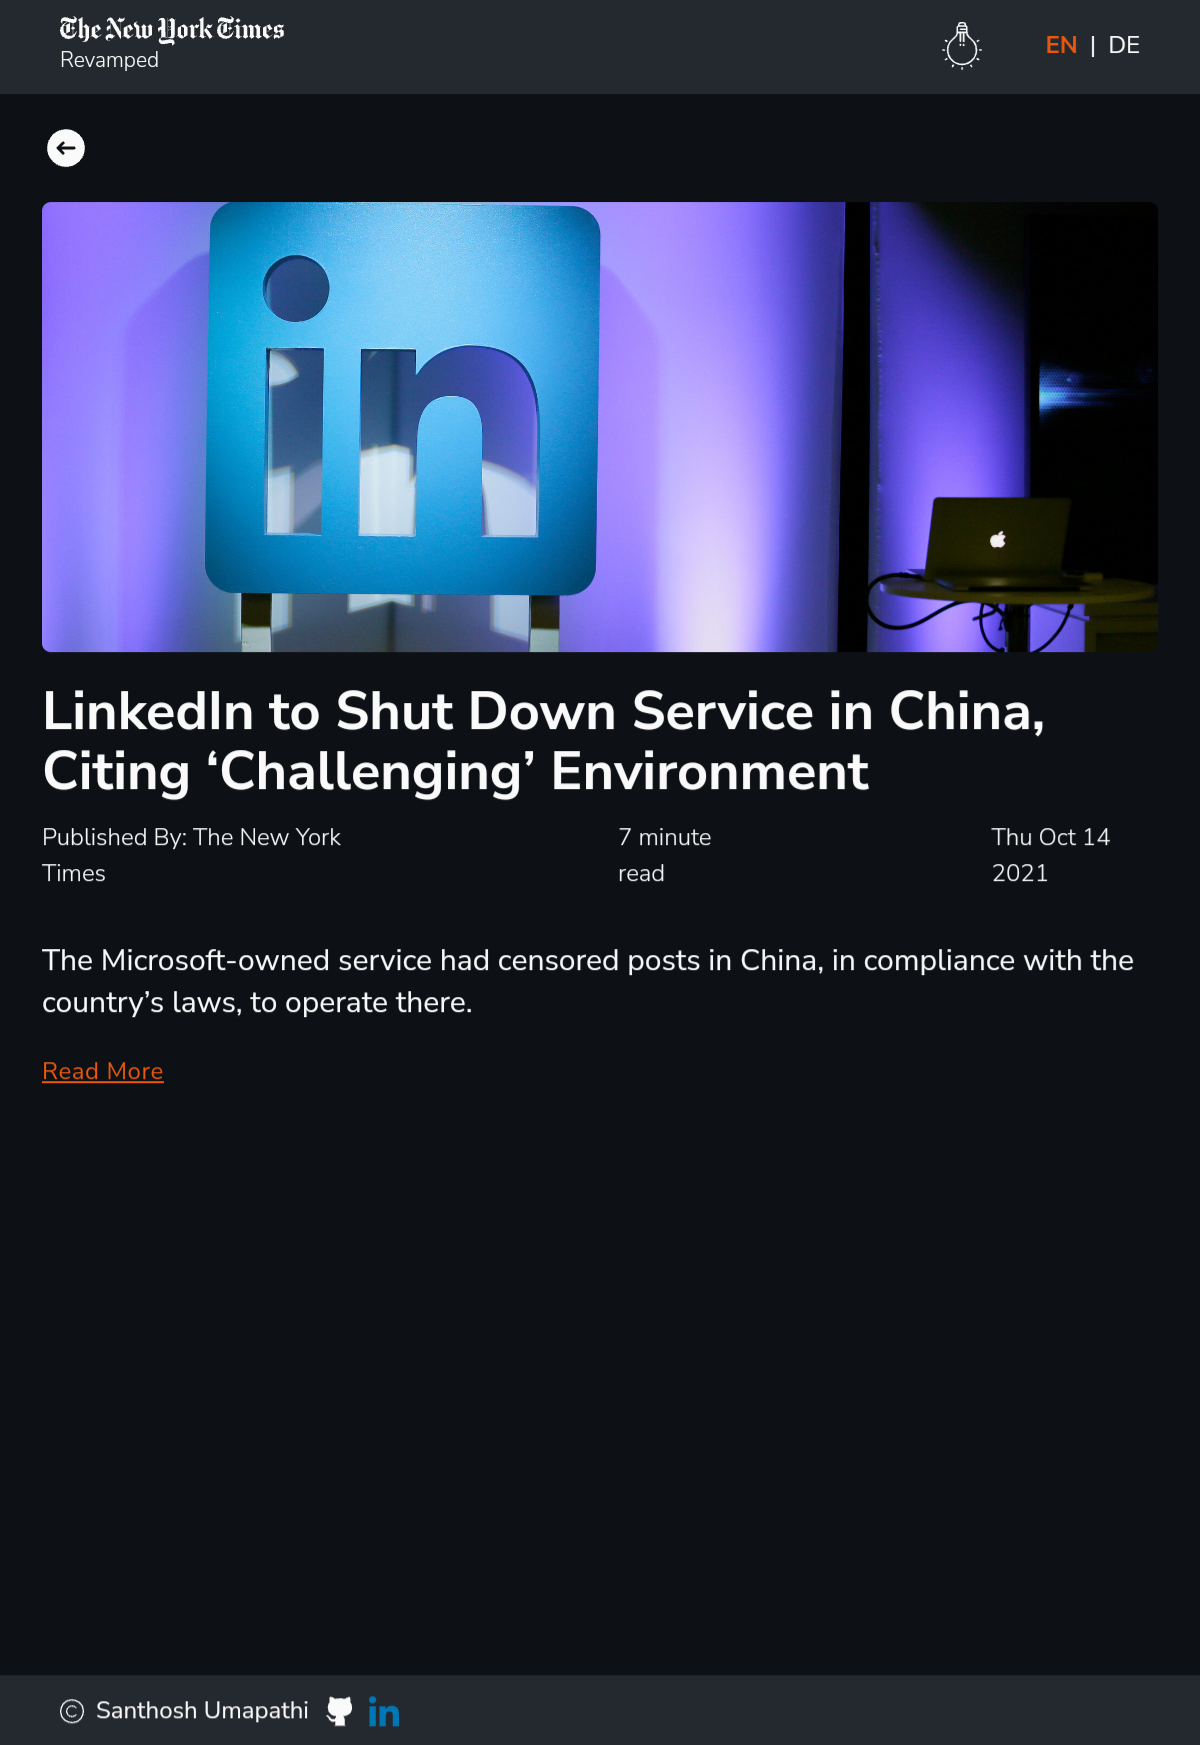 The New York Times
Revamped
EN | DE
in
LinkedIn to Shut Down Service in China,
Citing ‘Challenging’ Environment
Published By: The New York
Times
7 minute
read
Thu Oct 14
2021
The Microsoft-owned service had censored posts in China, in compliance with the
country’s laws, to operate there.
Read More
© Santhosh Umapathi in